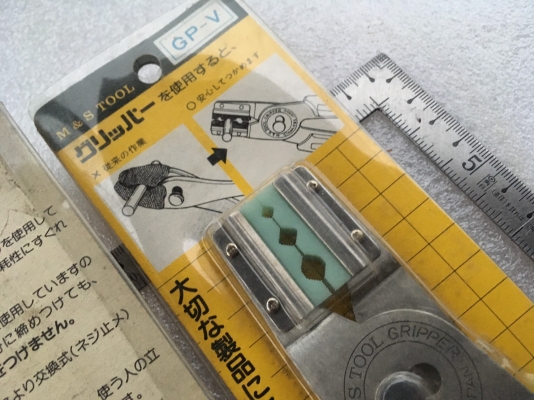 GP-V
M & S TOOL
グリッパーを使用すると、
○ 安心してつかめます
× 従来の作業
大切な製品に
を使用して
耗性にすぐれ
使用していますの
に締めつけても、
をつけません。
より交換式(ネジ止メ)
使う人の立
S TOOL GRIPPER
5